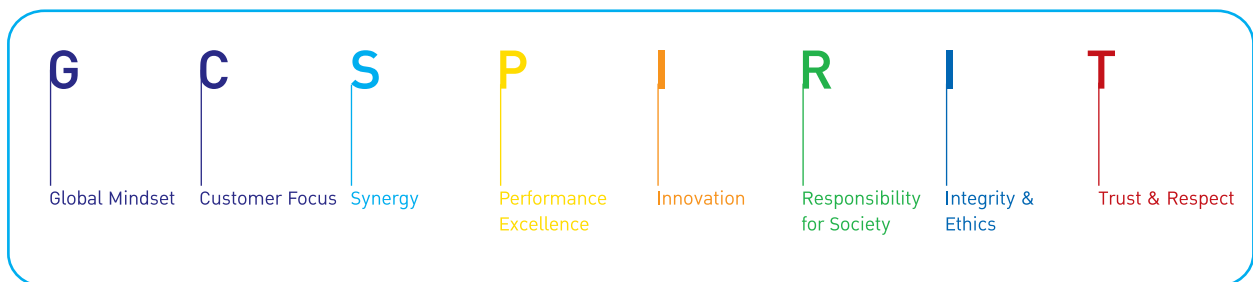 G C S P I R I T
Global Mindset
Customer Focus
Synergy
Performance
Excellence
Innovation
Responsibility
for Society
Integrity &
Ethics
Trust & Respect